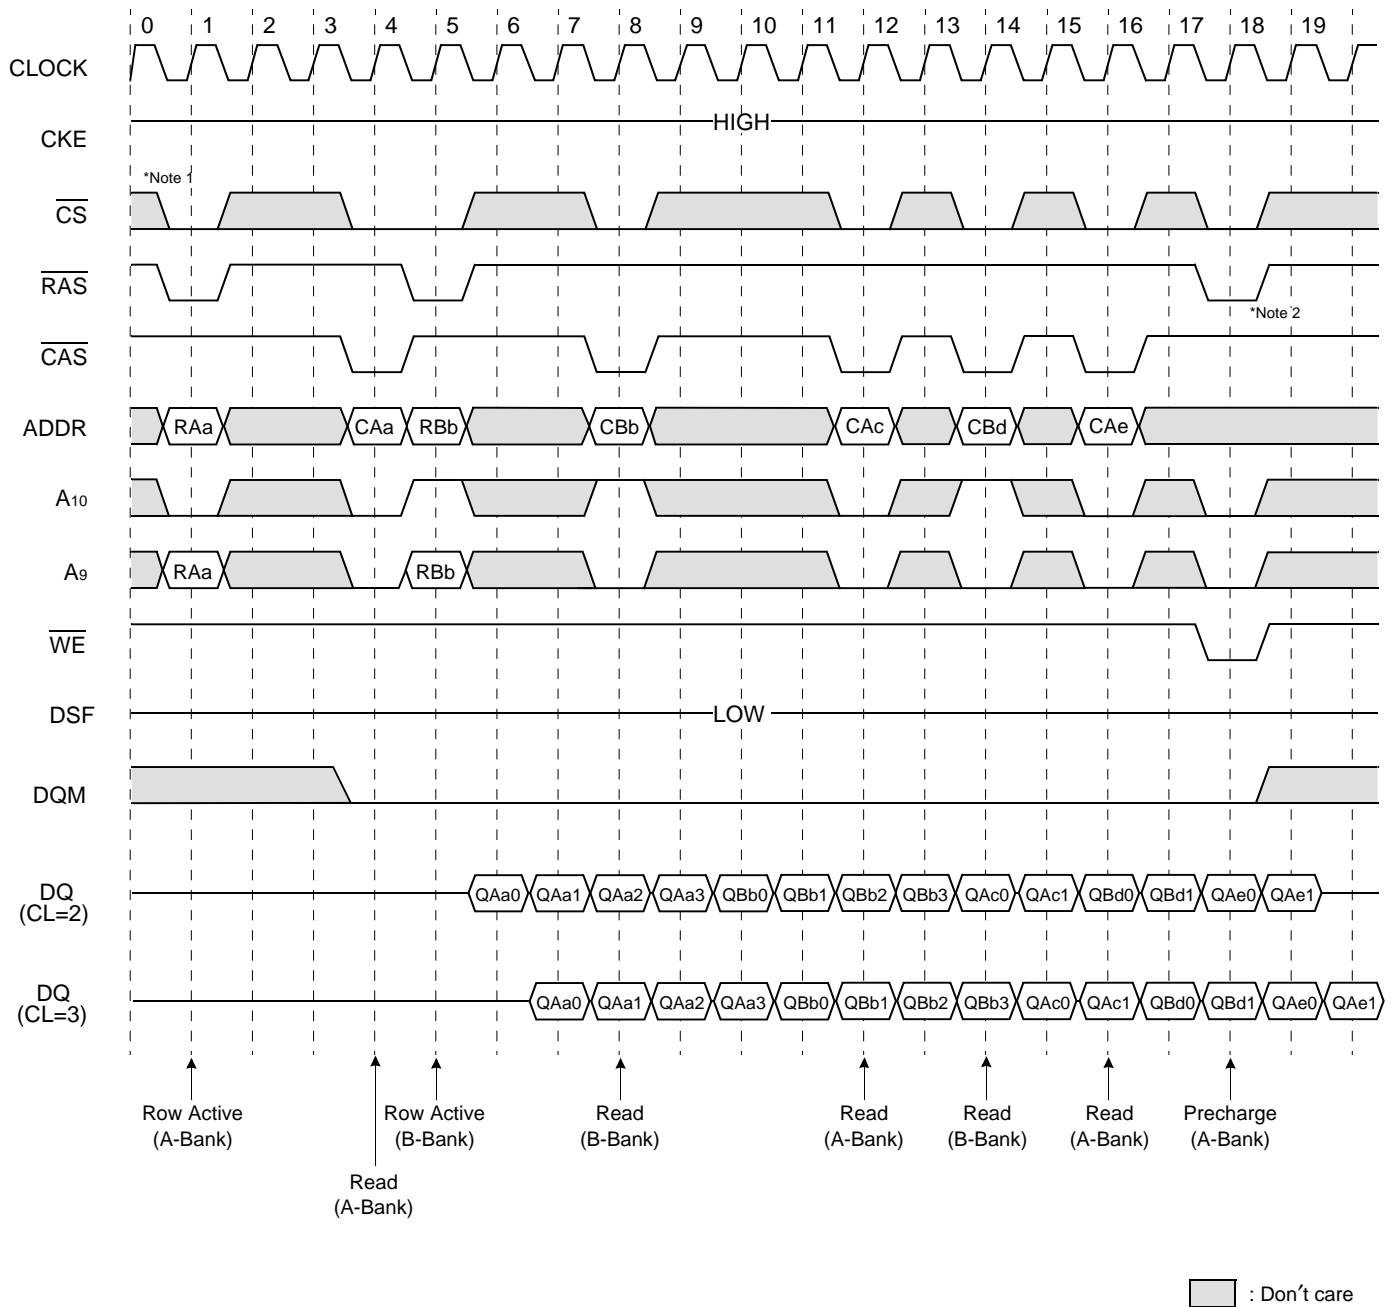 0 1 2 3 4 5 6 7 8 9 10 11 12 13 14 15 16 17 18 19
CLOCK
CKE
HIGH
*Note 1
CS
RAS
*Note 2
CAS
ADDR
RAa CAa RBb CBb CAc CBd CAe
A10
A9
RAa RBb
WE
DSF
LOW
DQM
DQ
(CL=2)
QAa0 QAa1 QAa2 QAa3 QBb0 QBb1 QBb2 QBb3 QAc0 QAc1 QBd0 QBd1 QAe0 QAe1
DQ
(CL=3)
QAa0 QAa1 QAa2 QAa3 QBb0 QBb1 QBb2 QBb3 QAc0 QAc1 QBd0 QBd1 QAe0 QAe1
Row Active
(A-Bank)
Read
(A-Bank)
Row Active
(B-Bank)
Read
(B-Bank)
Read
(A-Bank)
Read
(B-Bank)
Read
(A-Bank)
Precharge
(A-Bank)
: Don′t care